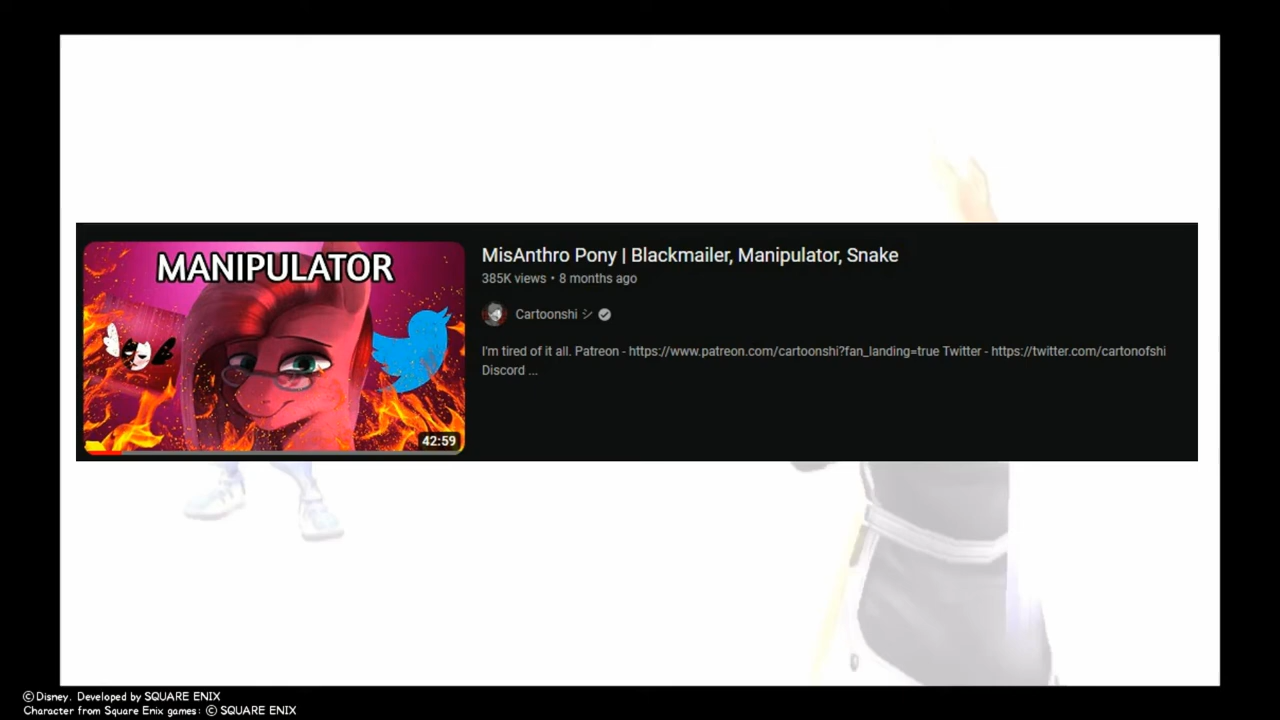 MANIPULATOR
42:59
MisAnthro Pony | Blackmailer, Manipulator, Snake
385K views • 8 months ago
Cartoonshi シ
I'm tired of it all. Patreon - https://www.patreon.com/cartoonshi?fan_landing=true Twitter - https://twitter.com/cartonofshi
Discord ...
©Disney. Developed by SQUARE ENIX
Character from Square Enix games: © SQUARE ENIX